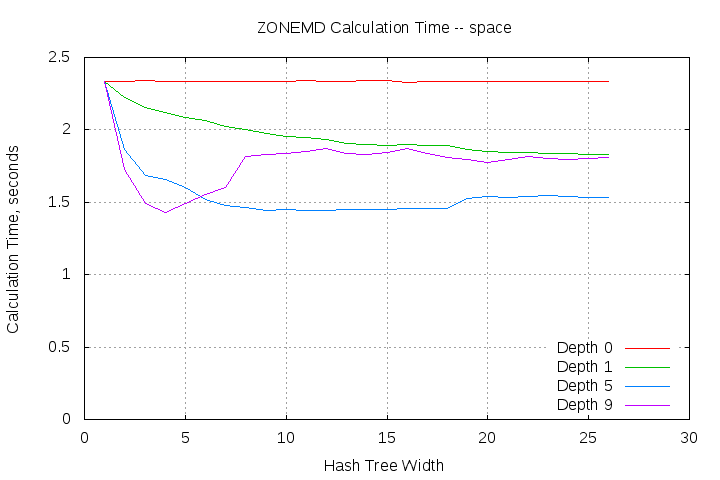 ZONEMD Calculation Time -- space
2.5
2
1.5
1
0.5
0
Calculation Time, seconds
Depth 0
Depth 1
Depth 5
Depth 9
0 5 10 15 20 25 30
Hash Tree Width